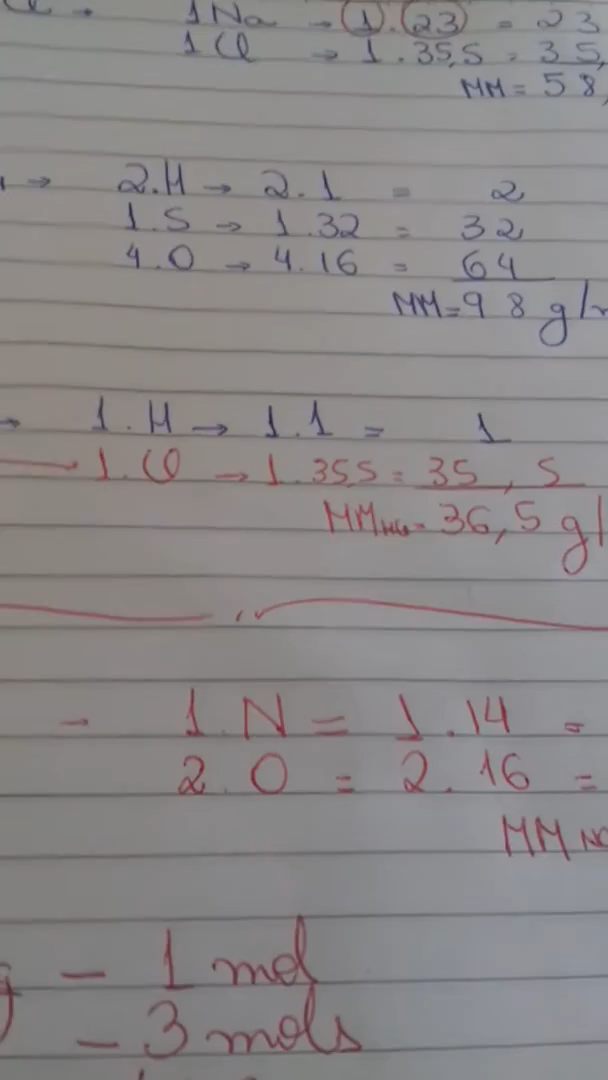 1Na → 1.23 = 23
1Cl → 1.35,5 = 35,
MM = 58,
→ 2.H → 2.1 = 2
1.S → 1.32 = 32
4.O → 4.16 = 64
MM=98 g/
→ 1.H → 1.1 = 1
1.Cl → 1.35,5 = 35,5
MM = 36,5 g/
- 1.N = 1.14 =
2.O = 2.16 =
MM
g - 1 mol
- 3 mols